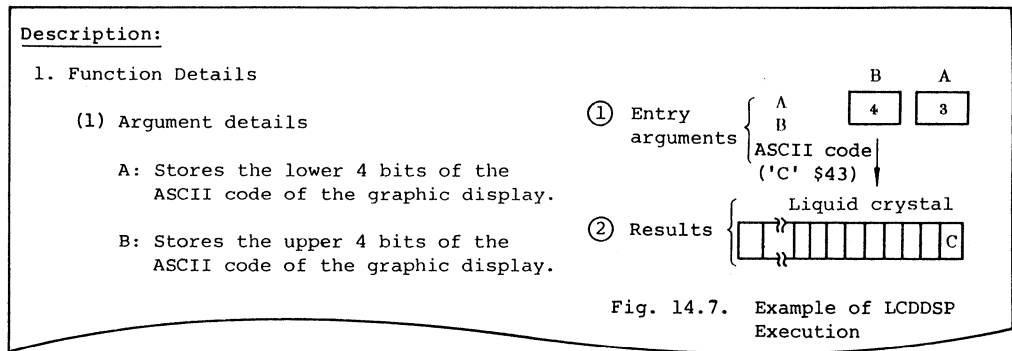 Description:
1. Function Details
(1) Argument details
A: Stores the lower 4 bits of the
ASCII code of the graphic display.
B: Stores the upper 4 bits of the
ASCII code of the graphic display.
B A
① Entry
arguments
A
B
4 3
ASCII code
('C' $43)
Liquid crystal
② Results
C
Fig. 14.7. Example of LCDDSP
Execution